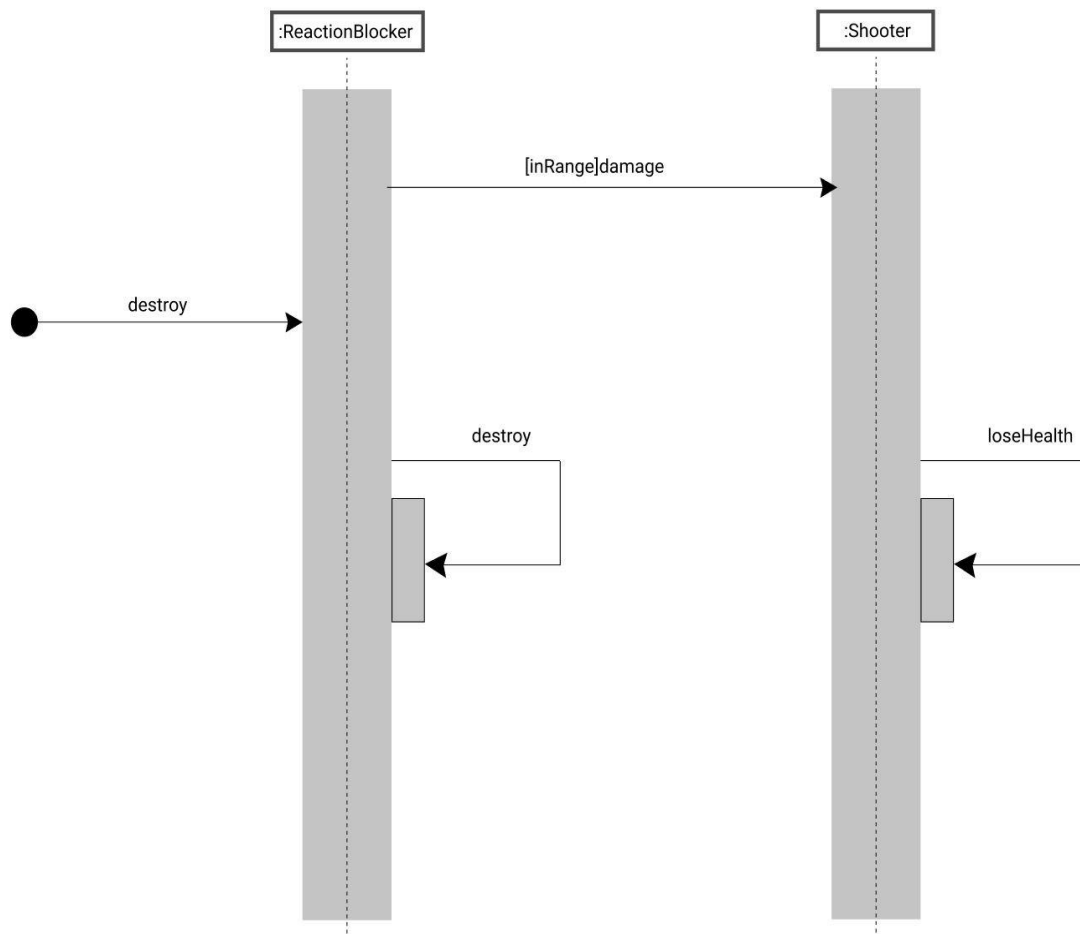 :ReactionBlocker
:Shooter
[inRange]damage
destroy
destroy
loseHealth